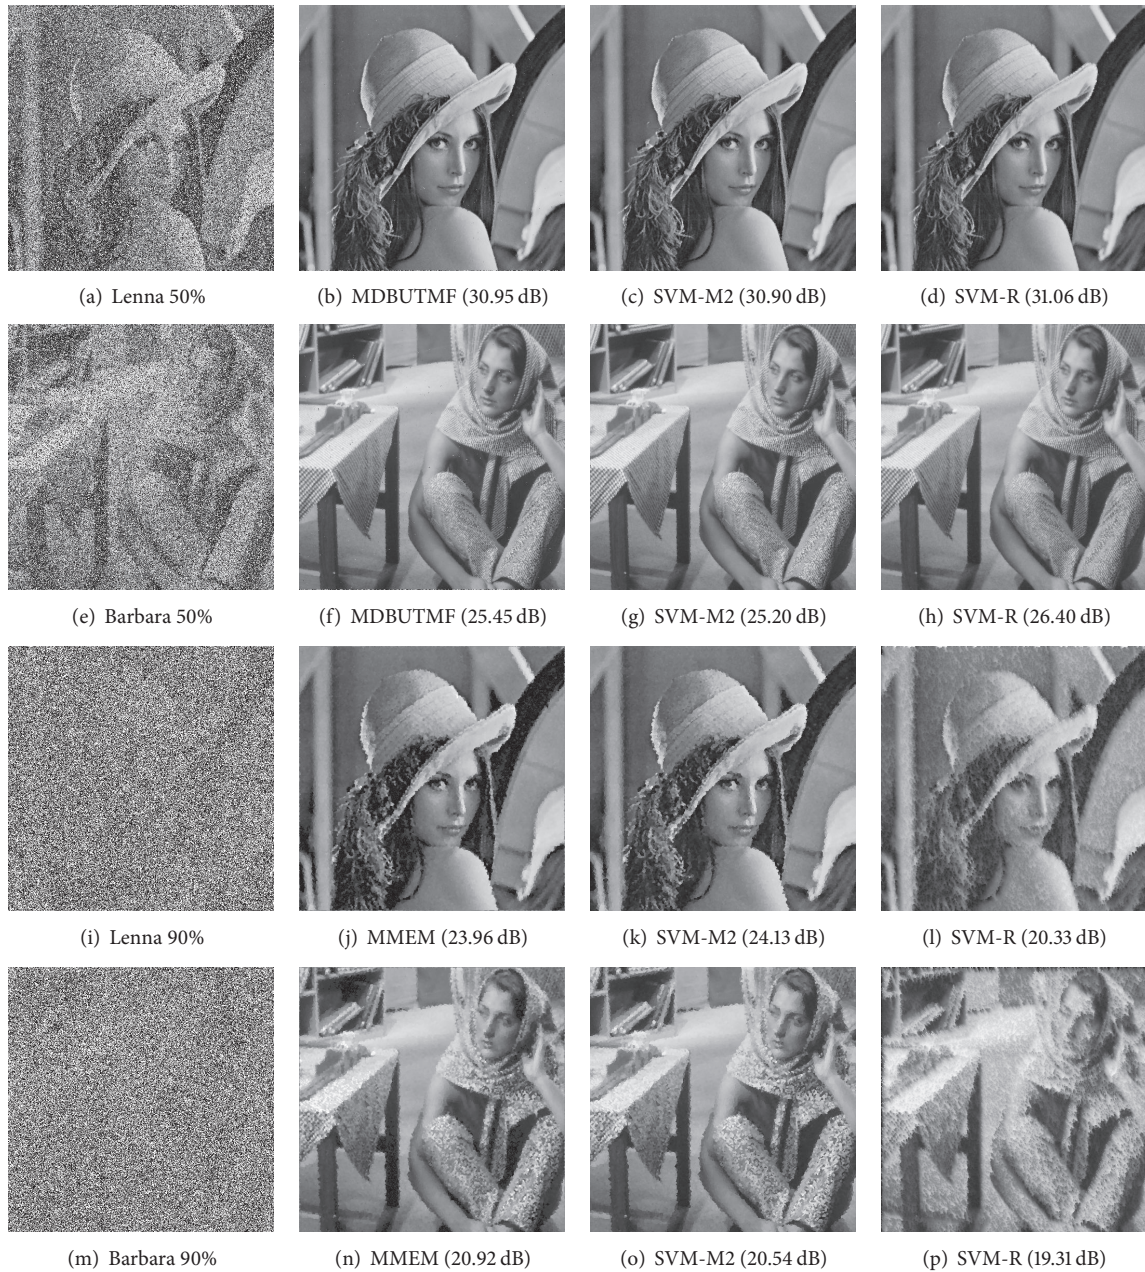 (a) Lenna 50%
(b) MDBUTMF (30.95 dB)
(c) SVM-M2 (30.90 dB)
(d) SVM-R (31.06 dB)
(e) Barbara 50%
(f) MDBUTMF (25.45 dB)
(g) SVM-M2 (25.20 dB)
(h) SVM-R (26.40 dB)
(i) Lenna 90%
(j) MMEM (23.96 dB)
(k) SVM-M2 (24.13 dB)
(l) SVM-R (20.33 dB)
(m) Barbara 90%
(n) MMEM (20.92 dB)
(o) SVM-M2 (20.54 dB)
(p) SVM-R (19.31 dB)